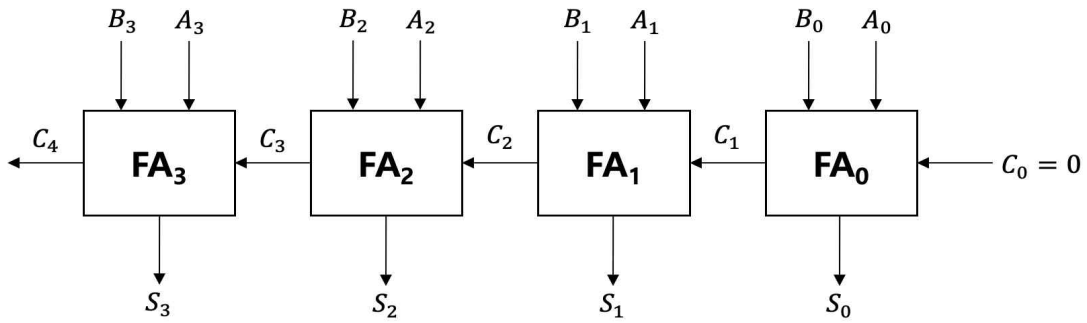 B₃ A₃ B₂ A₂ B₁ A₁ B₀ A₀
C₄ FA₃ C₃ FA₂ C₂ FA₁ C₁ FA₀ C₀ = 0
S₃ S₂ S₁ S₀